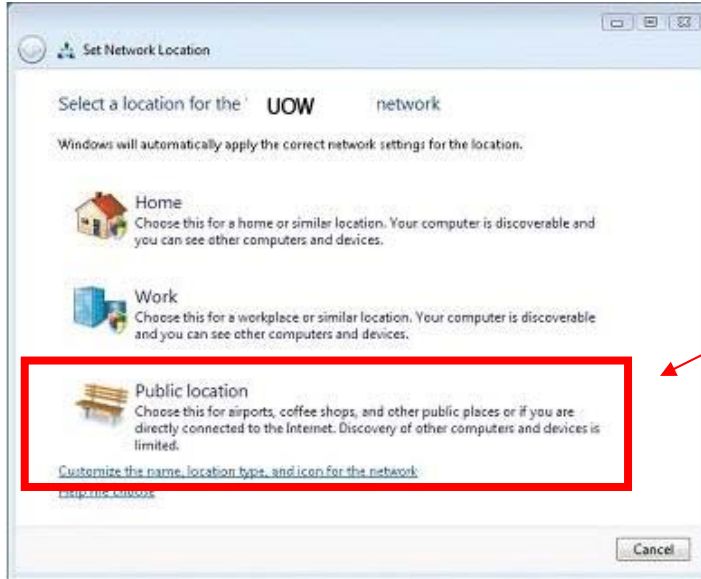 Set Network Location
Select a location for the UOW network
Windows will automatically apply the correct network settings for the location.
Home
Choose this for a home or similar location. Your computer is discoverable and
you can see other computers and devices.
Work
Choose this for a workplace or similar location. Your computer is discoverable
and you can see other computers and devices.
Public location
Choose this for airports, coffee shops, and other public places or if you are
directly connected to the Internet. Discovery of other computers and devices is
limited.
Customize the name, location type, and icon for the network
Help me choose
Cancel